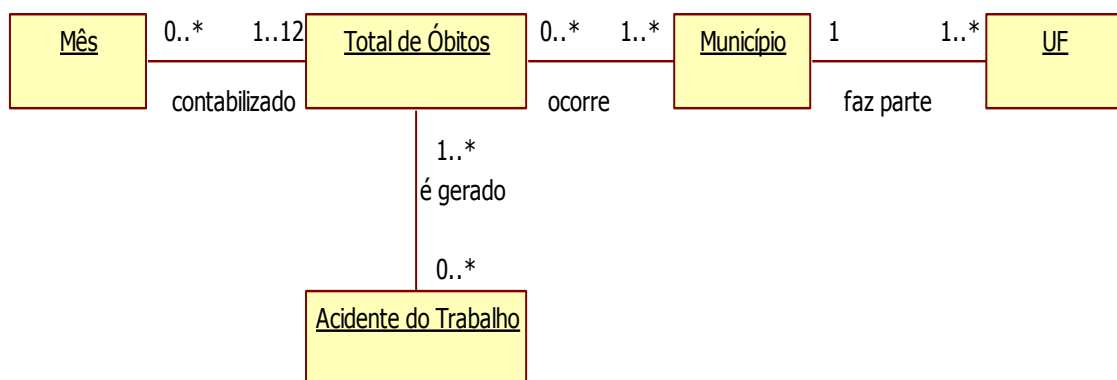 Mês
0..*
1..12
contabilizado
Total de Óbitos
0..*
1..*
ocorre
Município
1
1..*
faz parte
UF
1..*
é gerado
0..*
Acidente do Trabalho